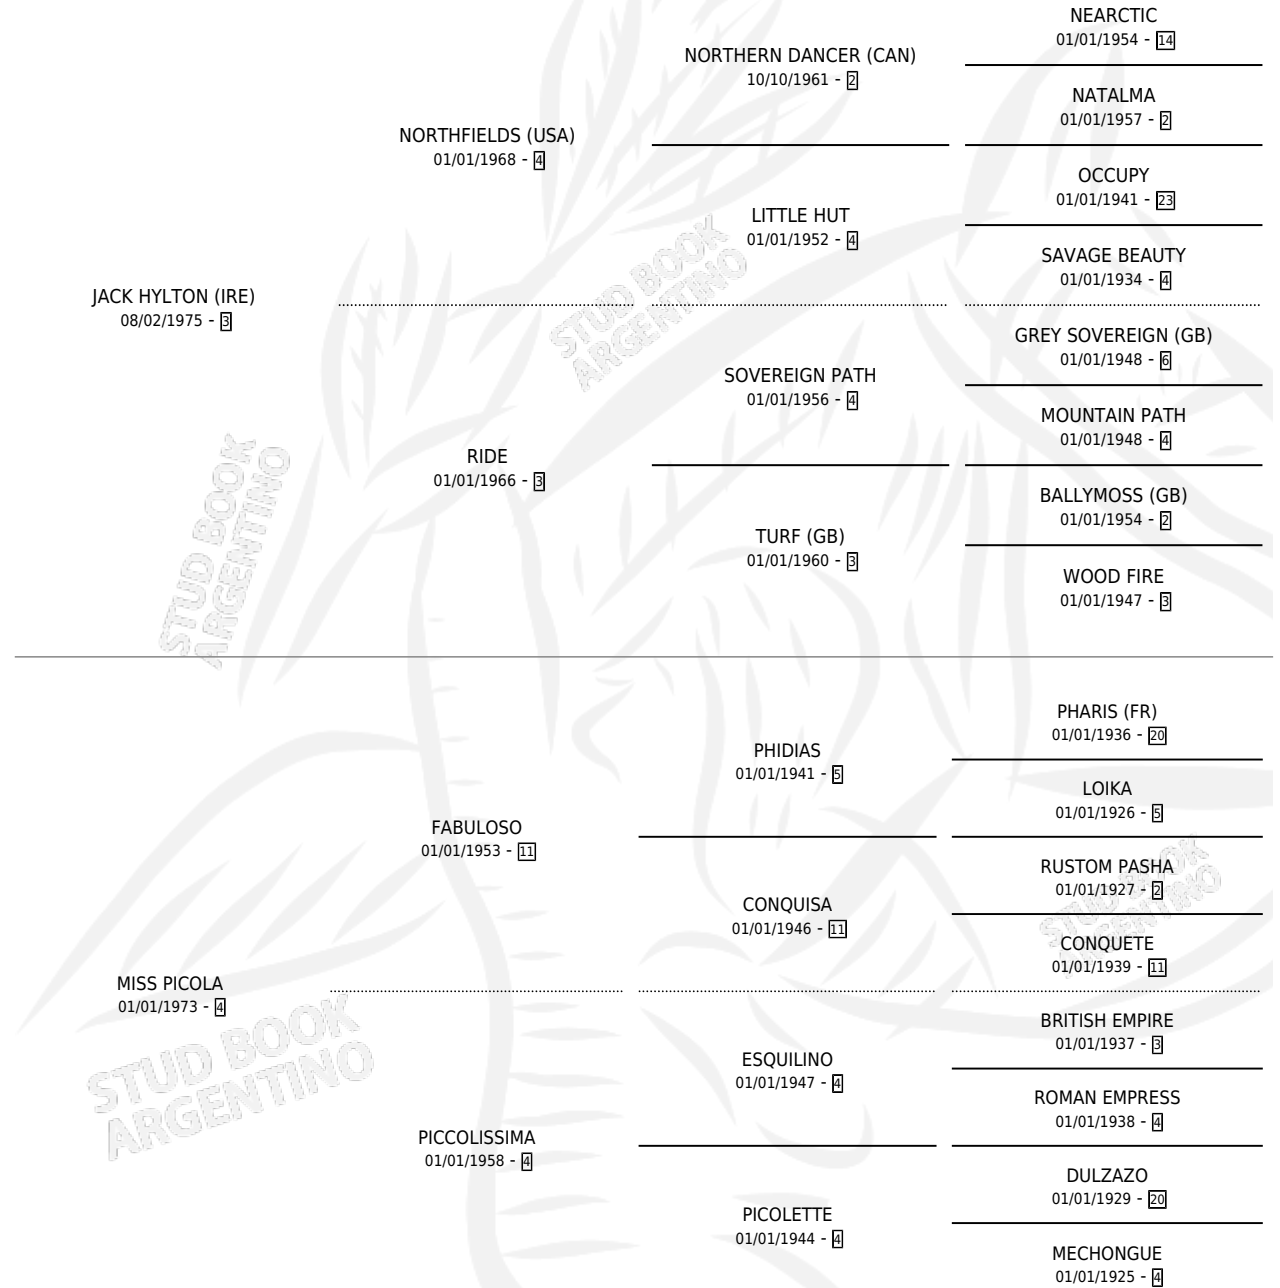 NEARCTIC
01/01/1954 - 14
NORTHERN DANCER (CAN)
10/10/1961 - 2
NATALMA
01/01/1957 - 2
NORTHFIELDS (USA)
01/01/1968 - 4
OCCUPY
01/01/1941 - 23
LITTLE HUT
01/01/1952 - 4
SAVAGE BEAUTY
01/01/1934 - 4
JACK HYLTON (IRE)
08/02/1975 - 3
STUD BOOK
ARGENTINO
GREY SOVEREIGN (GB)
01/01/1948 - 6
SOVEREIGN PATH
01/01/1956 - 4
MOUNTAIN PATH
01/01/1948 - 4
RIDE
01/01/1966 - 3
BALLYMOSS (GB)
01/01/1954 - 2
TURF (GB)
01/01/1960 - 3
WOOD FIRE
01/01/1947 - 3
STUD BOOK
ARGENTINO
PHARIS (FR)
01/01/1936 - 20
PHIDIAS
01/01/1941 - 5
LOIKA
01/01/1926 - 5
FABULOSO
01/01/1953 - 11
RUSTOM PASHA
01/01/1927 - 2
CONQUISA
01/01/1946 - 11
CONQUETE
01/01/1939 - 11
STUD BOOK
ARGENTINO
MISS PICOLA
01/01/1973 - 4
BRITISH EMPIRE
01/01/1937 - 3
ESQUILINO
01/01/1947 - 4
ROMAN EMPRESS
01/01/1938 - 4
STUD BOOK
ARGENTINO
PICCOLISSIMA
01/01/1958 - 4
DULZAZO
01/01/1929 - 20
PICOLETTE
01/01/1944 - 4
MECHONGUE
01/01/1925 - 4